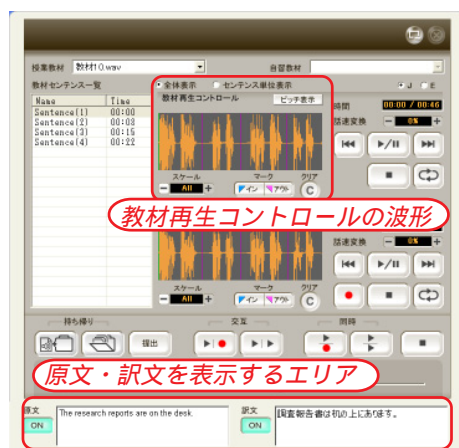 授業教材 教材10.wav 自習教材
教材センテンス一覧 全体表示 センテンス単位表示 J E
Name Time
Sentence(1) 00:00
Sentence(2) 00:08
Sentence(3) 00:15
Sentence(4) 00:22
教材再生コントロール ピッチ表示
時間 00:00 / 00:46
話速変換 0%
スケール マーク クリア
All イン アウト C
教材再生コントロールの波形
話速変換 0%
スケール マーク クリア
All イン アウト C
持ち帰り 交互 同時
提出
原文・訳文を表示するエリア
原文 ON The research reports are on the desk.
訳文 ON 調査報告書は机の上にあります。